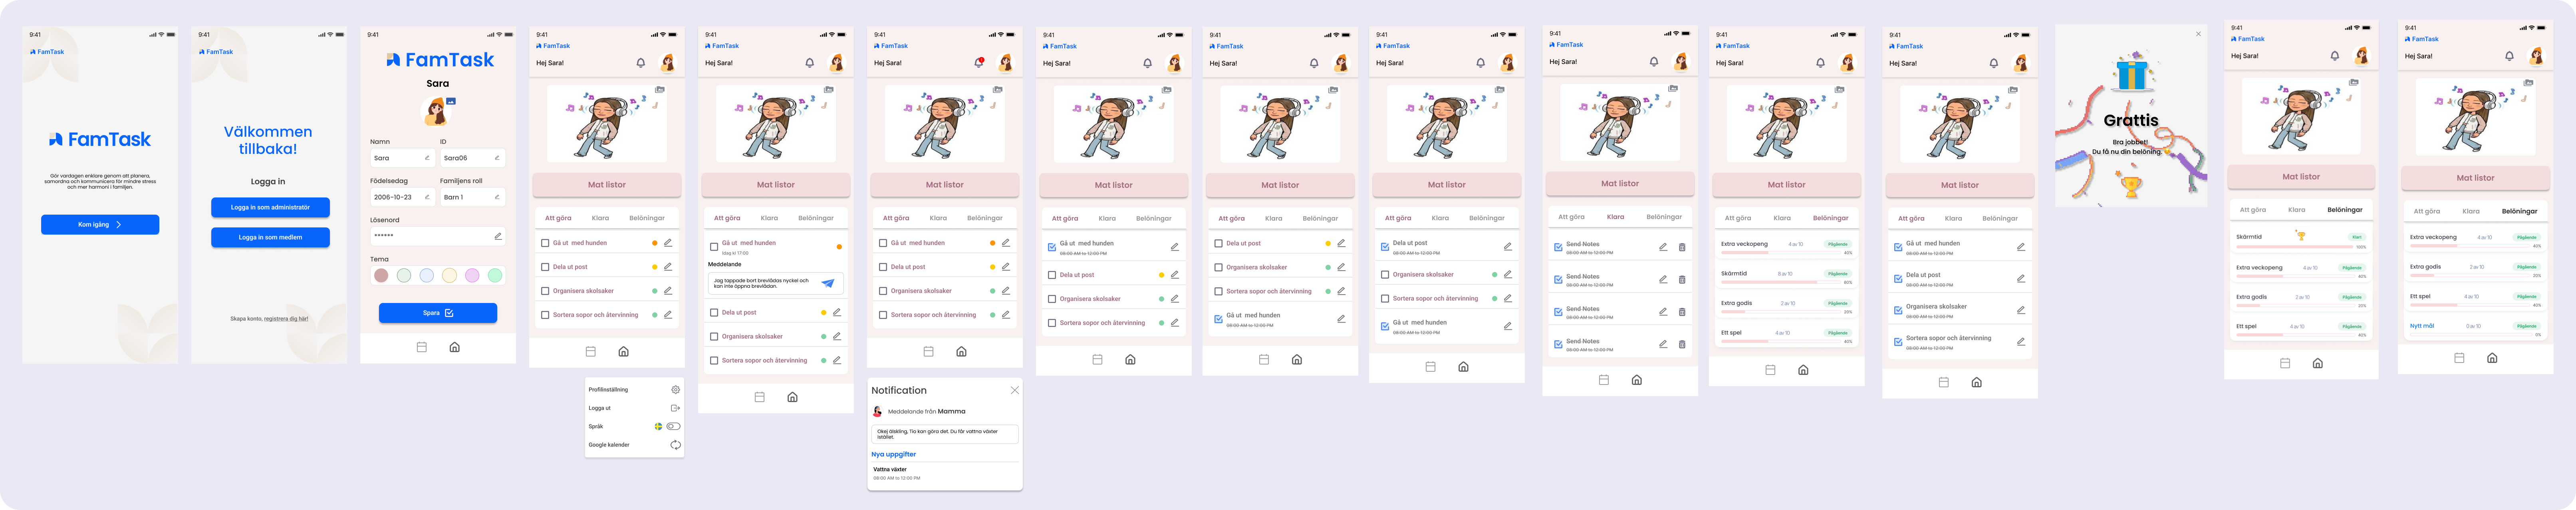 9:41
FamTask
FamTask
Gör vardagen enklare genom att planera,
samordna och kommunicera för mindre stress
och mer harmoni i familjen.
Kom igång
9:41
FamTask
Välkommen
tillbaka!
Logga in
Logga in som administratör
Logga in som medlem
Skapa konto, registrera dig här!
9:41
FamTask
Sara
Namn
ID
Sara
Sara06
Födelsedag
Familjens roll
2006-10-23
Barn 1
Lösenord
******
Tema
Spara
9:41
FamTask
Hej Sara!
Mat listor
Att göra
Klara
Belöningar
Gå ut med hunden
Dela ut post
Organisera skolsaker
Sortera sopor och återvinning
Profilinställning
Logga ut
Språk
Google kalender
9:41
FamTask
Hej Sara!
Mat listor
Att göra
Klara
Belöningar
Gå ut med hunden
Idag kl 17:00
Meddelande
Jag tappade bort brevlådas nyckel och
kan inte öppna brevlådan.
Dela ut post
Organisera skolsaker
Sortera sopor och återvinning
9:41
FamTask
Hej Sara!
1
Mat listor
Att göra
Klara
Belöningar
Gå ut med hunden
Dela ut post
Organisera skolsaker
Sortera sopor och återvinning
Notification
Meddelande från Mamma
Okej älskling, Tio kan göra det. Du får vattna växter
istället.
Nya uppgifter
Vattna växter
08:00 AM to 12:00 PM
9:41
FamTask
Hej Sara!
Mat listor
Att göra
Klara
Belöningar
Gå ut med hunden
08:00 AM to 12:00 PM
Dela ut post
Organisera skolsaker
Sortera sopor och återvinning
9:41
FamTask
Hej Sara!
Mat listor
Att göra
Klara
Belöningar
Dela ut post
Organisera skolsaker
Sortera sopor och återvinning
Gå ut med hunden
08:00 AM to 12:00 PM
9:41
FamTask
Hej Sara!
Mat listor
Att göra
Klara
Belöningar
Dela ut post
08:00 AM to 12:00 PM
Organisera skolsaker
Sortera sopor och återvinning
Gå ut med hunden
08:00 AM to 12:00 PM
9:41
FamTask
Hej Sara!
Mat listor
Att göra
Klara
Belöningar
Send Notes
08:00 AM to 12:00 PM
Send Notes
08:00 AM to 12:00 PM
Send Notes
08:00 AM to 12:00 PM
Send Notes
08:00 AM to 12:00 PM
9:41
FamTask
Hej Sara!
Mat listor
Att göra
Klara
Belöningar
Extra veckopeng
4 av 10
Pågående
40%
Skärmtid
8 av 10
Pågående
80%
Extra godis
2 av 10
Pågående
20%
Ett spel
4 av 10
Pågående
40%
9:41
FamTask
Hej Sara!
Mat listor
Att göra
Klara
Belöningar
Gå ut med hunden
08:00 AM to 12:00 PM
Dela ut post
08:00 AM to 12:00 PM
Organisera skolsaker
08:00 AM to 12:00 PM
Sortera sopor och återvinning
08:00 AM to 12:00 PM
Grattis
Bra jobbet!
Du få nu din belöning.
9:41
FamTask
Hej Sara!
Mat listor
Att göra
Klara
Belöningar
Skärmtid
Klart
100%
Extra veckopeng
4 av 10
Pågående
40%
Extra godis
2 av 10
Pågående
20%
Ett spel
4 av 10
Pågående
40%
9:41
FamTask
Hej Sara!
Mat listor
Att göra
Klara
Belöningar
Extra veckopeng
4 av 10
Pågående
40%
Extra godis
2 av 10
Pågående
20%
Ett spel
4 av 10
Pågående
40%
Nytt mål
0 av 10
Pågående
0%